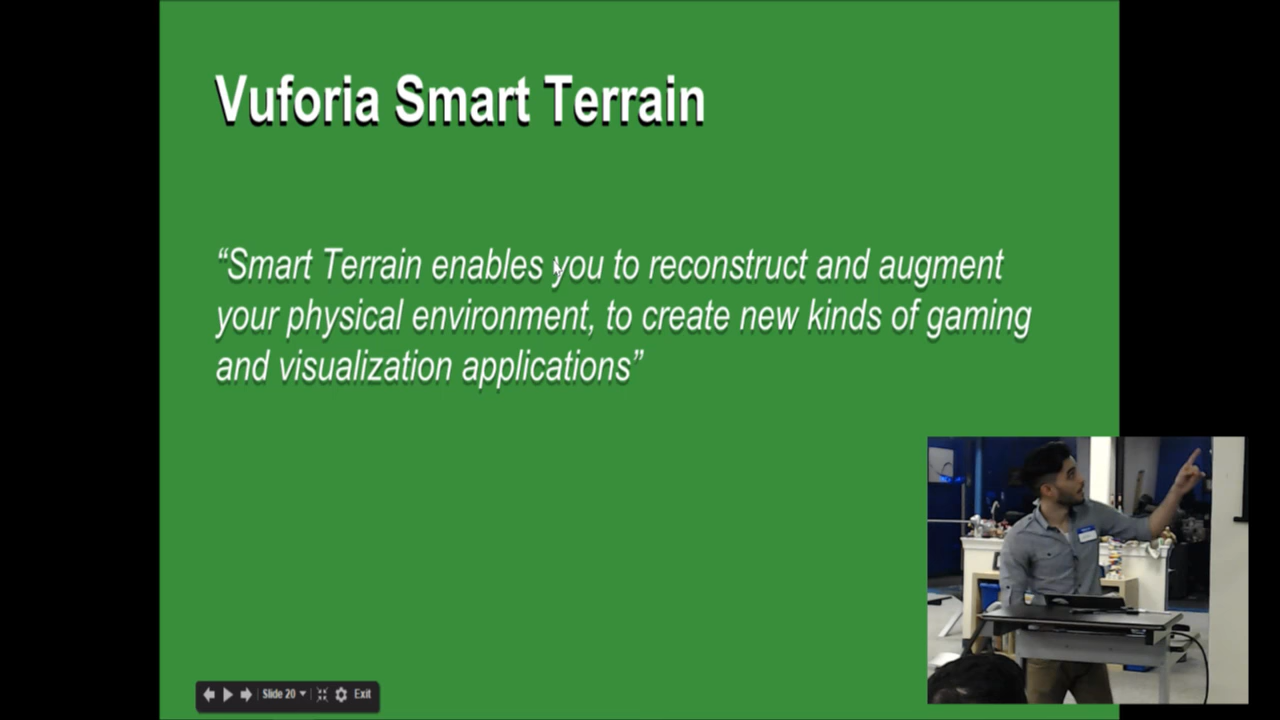 Vuforia Smart Terrain
“Smart Terrain enables you to reconstruct and augment
your physical environment, to create new kinds of gaming
and visualization applications”
Slide 20
Exit